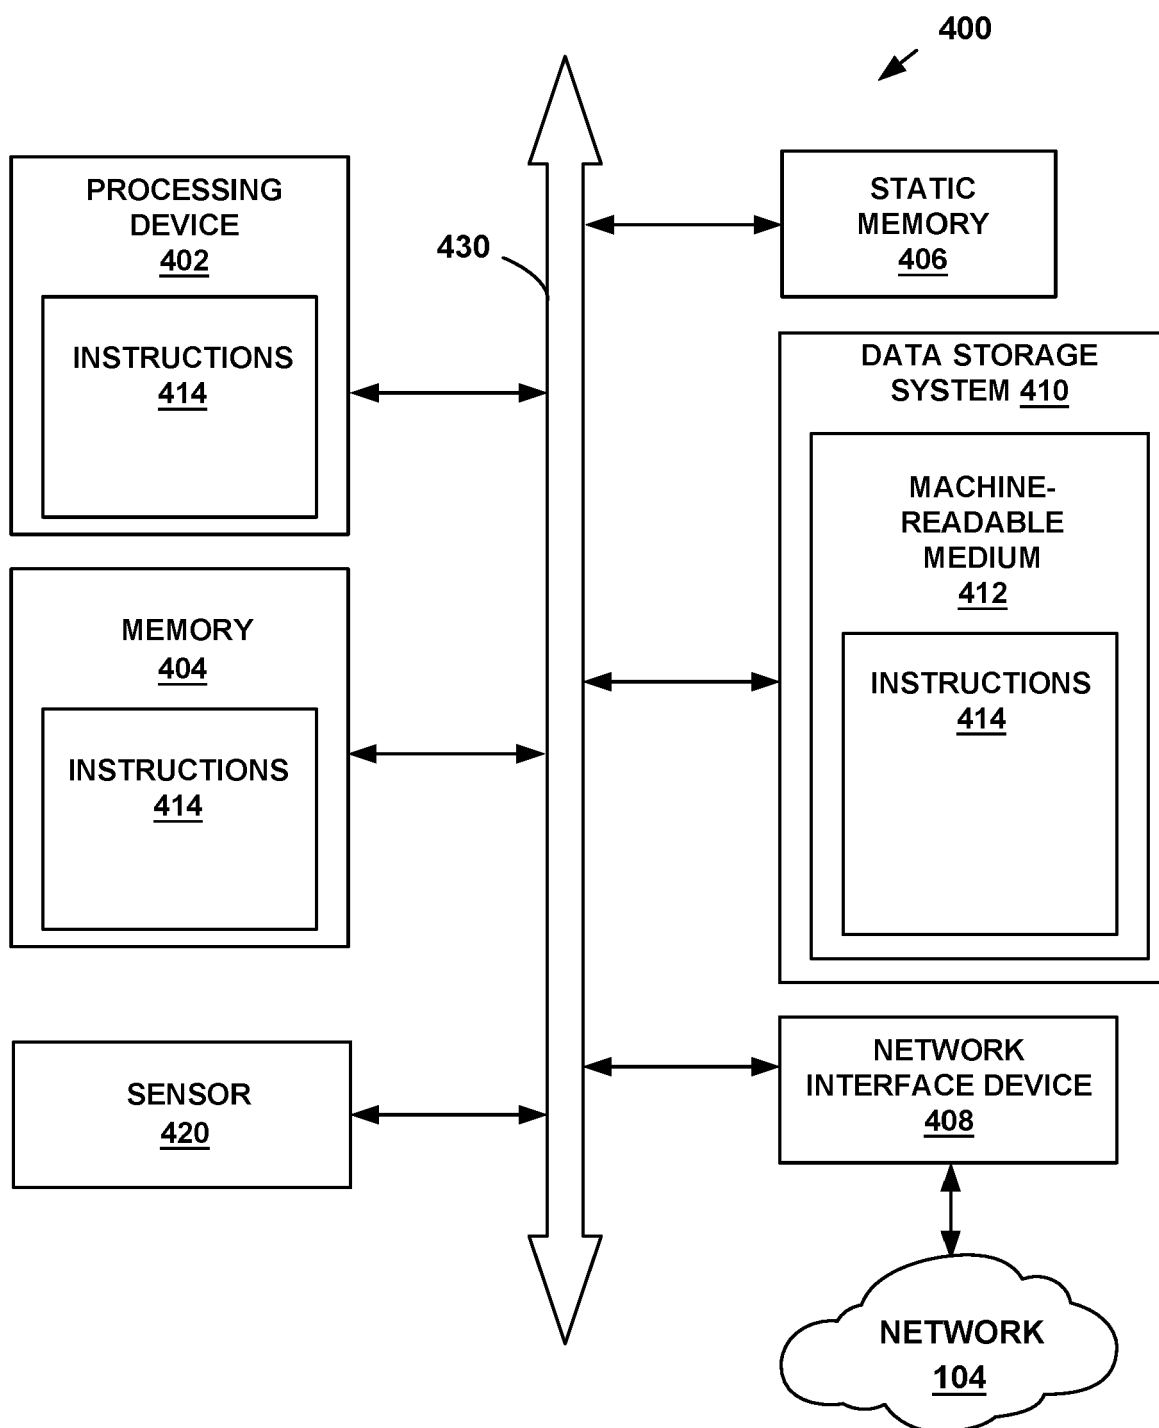 400
PROCESSING
DEVICE
402
INSTRUCTIONS
414
430
MEMORY
404
INSTRUCTIONS
414
SENSOR
420
STATIC
MEMORY
406
DATA STORAGE
SYSTEM 410
MACHINE-
READABLE
MEDIUM
412
INSTRUCTIONS
414
NETWORK
INTERFACE DEVICE
408
NETWORK
104